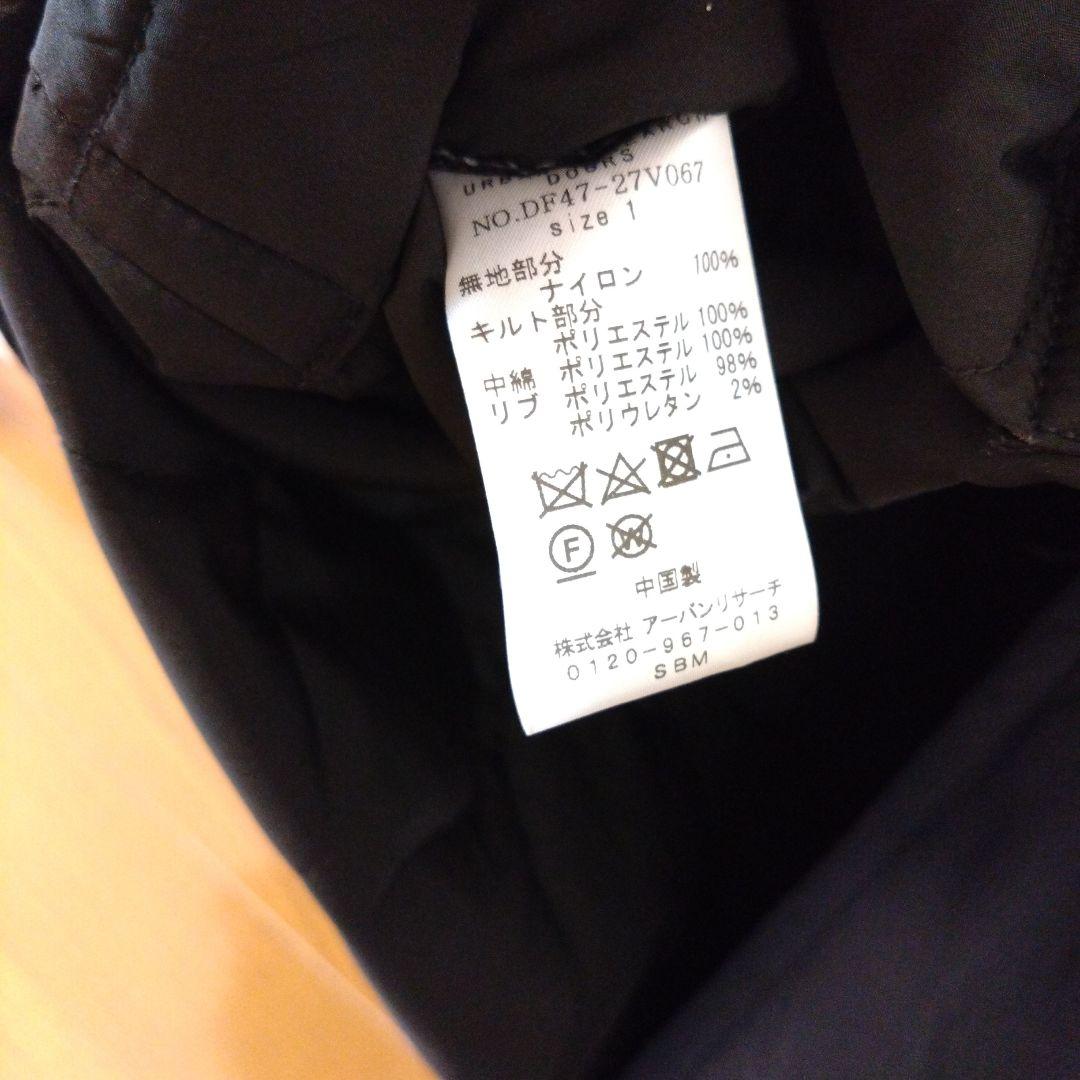 DOORS
NO.DF47-27V067
size 1
無地部分
ナイロン 100%
キルト部分
ポリエステル 100%
ポリエステル 100%
中綿 ポリエステル 98%
リブ ポリウレタン 2%
F
W
中国製
株式会社 アーバンリサーチ
0120-967-013
SBM